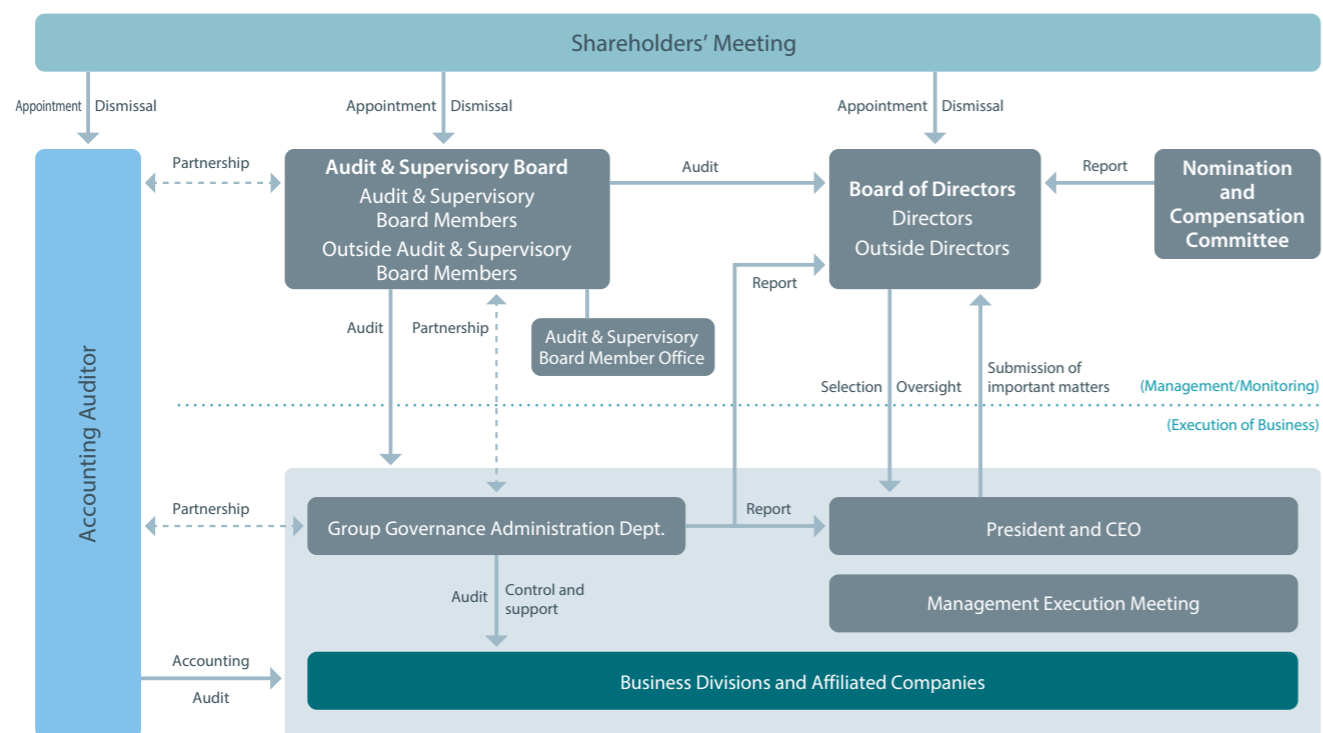 Shareholders’ Meeting
Appointment Dismissal
Appointment Dismissal
Appointment Dismissal
Accounting Auditor
Partnership
Audit & Supervisory Board
Audit & Supervisory
Board Members
Outside Audit & Supervisory
Board Members
Audit
Board of Directors
Directors
Outside Directors
Report
Nomination
and
Compensation
Committee
Report
Audit
Partnership
Audit & Supervisory
Board Member Office
Selection Oversight
Submission of
important matters
(Management/Monitoring)
(Execution of Business)
Partnership
Group Governance Administration Dept.
Report
President and CEO
Audit
Control and
support
Management Execution Meeting
Accounting
Audit
Business Divisions and Affiliated Companies